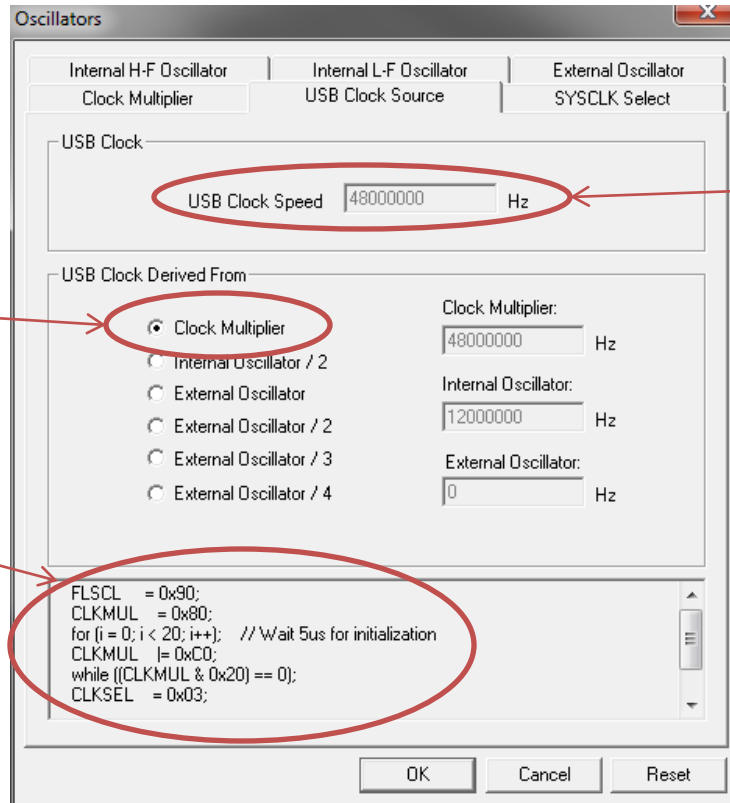 Oscillators
X
Internal H-F Oscillator Internal L-F Oscillator External Oscillator
Clock Multiplier USB Clock Source SYSCLK Select
USB Clock
USB Clock Speed 48000000 Hz
USB Clock Derived From
Clock Multiplier
Internal Oscillator / 2
External Oscillator
External Oscillator / 2
External Oscillator / 3
External Oscillator / 4
Clock Multiplier:
48000000 Hz
Internal Oscillator:
12000000 Hz
External Oscillator:
0 Hz
FLSCL = 0x90;
CLKMUL = 0x80;
for (i = 0; i < 20; i++); // Wait 5us for initialization
CLKMUL |= 0xC0;
while ((CLKMUL & 0x20) == 0);
CLKSEL = 0x03;
OK Cancel Reset